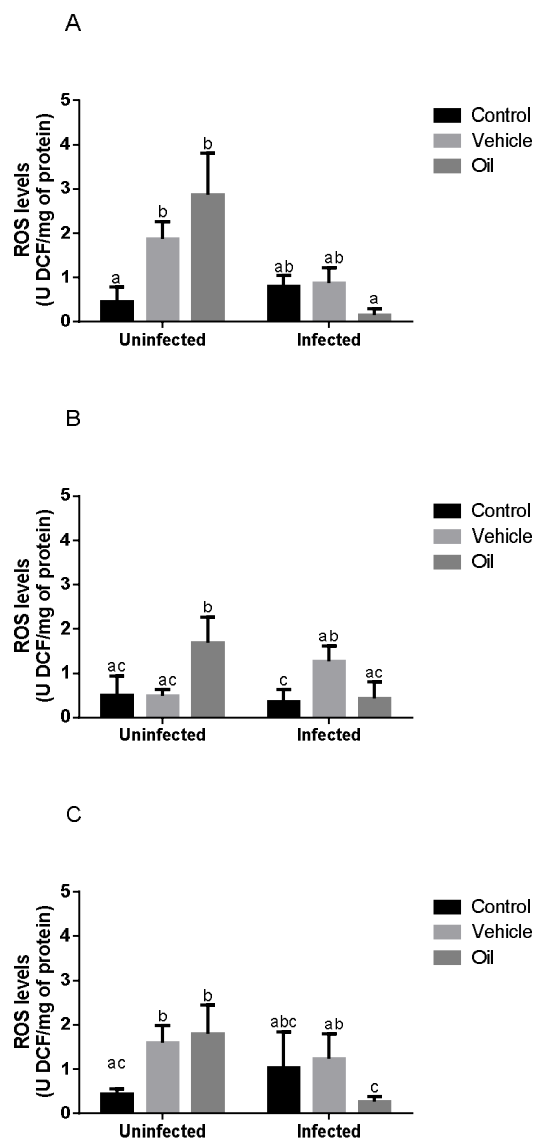 A
5
4
3
2
1
0
ROS levels
(U DCF/mg of protein)
a
b
b
ab
ab
a
Uninfected
Infected
Control
Vehicle
Oil
B
5
4
3
2
1
0
ROS levels
(U DCF/mg of protein)
ac
ac
b
c
ab
ac
Uninfected
Infected
Control
Vehicle
Oil
C
5
4
3
2
1
0
ROS levels
(U DCF/mg of protein)
ac
b
b
abc
ab
c
Uninfected
Infected
Control
Vehicle
Oil